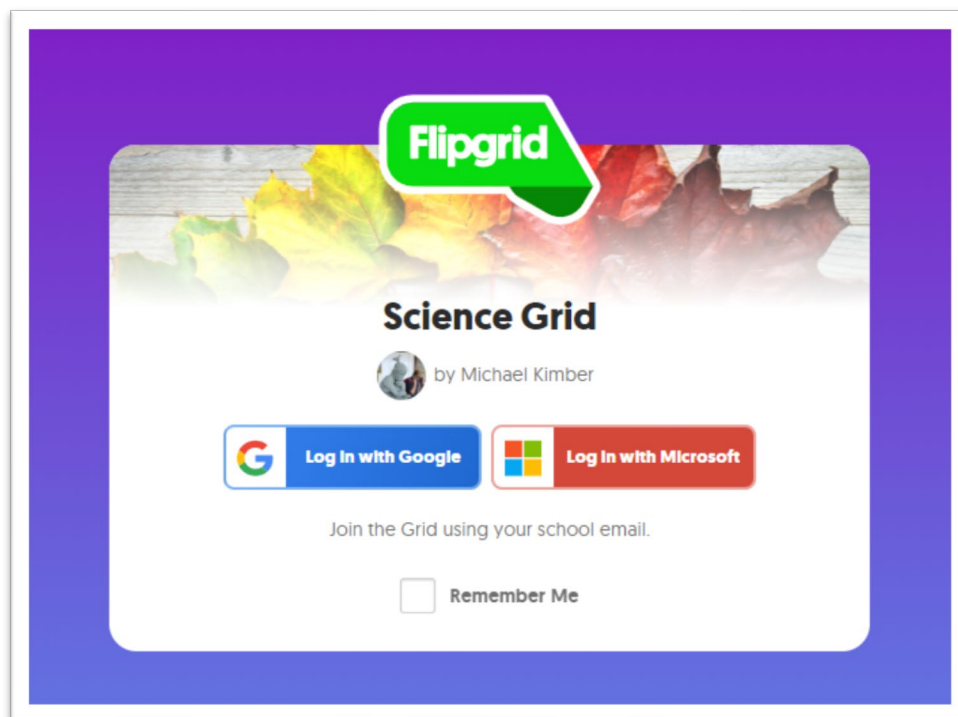 Flipgrid
Science Grid
by Michael Kimber
Log in with Google
Log in with Microsoft
Join the Grid using your school email.
Remember Me